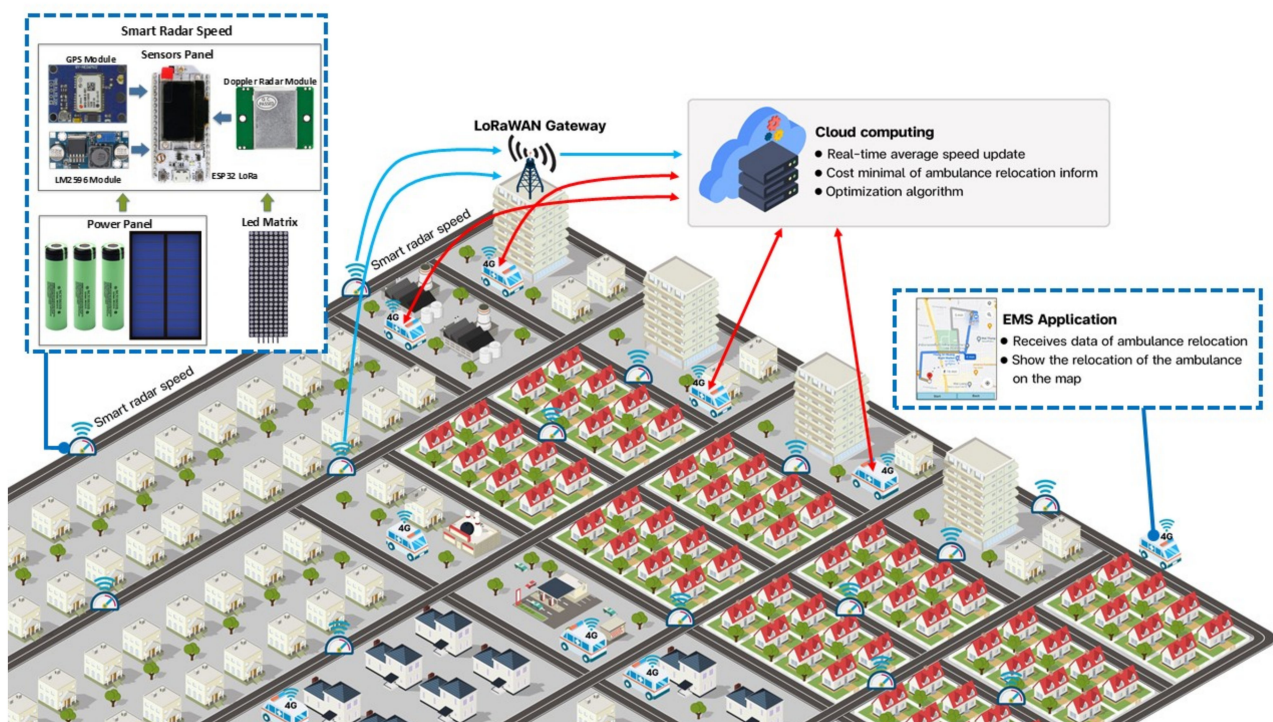 Smart Radar Speed
GPS Module
Sensors Panel
Doppler Radar Module
LM2596 Module
ESP32 LoRa
Power Panel
Led Matrix
LoRaWAN Gateway
Cloud computing
● Real-time average speed update
● Cost minimal of ambulance relocation inform
● Optimization algorithm
Smart radar speed
4G
4G
Smart radar speed
EMS Application
● Receives data of ambulance relocation
● Show the relocation of the ambulance
on the map
4G
4G
4G
4G
4G
4G
4G